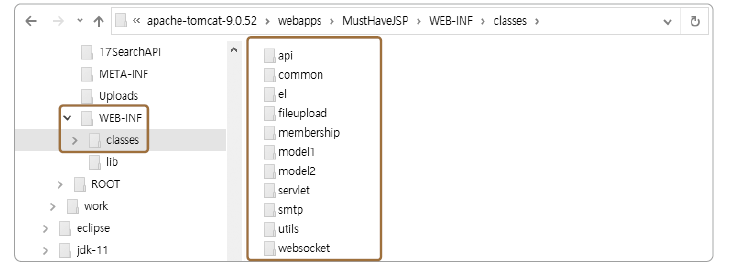 « apache-tomcat-9.0.52 > webapps > MustHaveJSP > WEB-INF > classes >
17SearchAPI
META-INF
Uploads
WEB-INF
classes
lib
ROOT
work
eclipse
jdk-11
api
common
el
fileupload
membership
model1
model2
servlet
smtp
utils
websocket